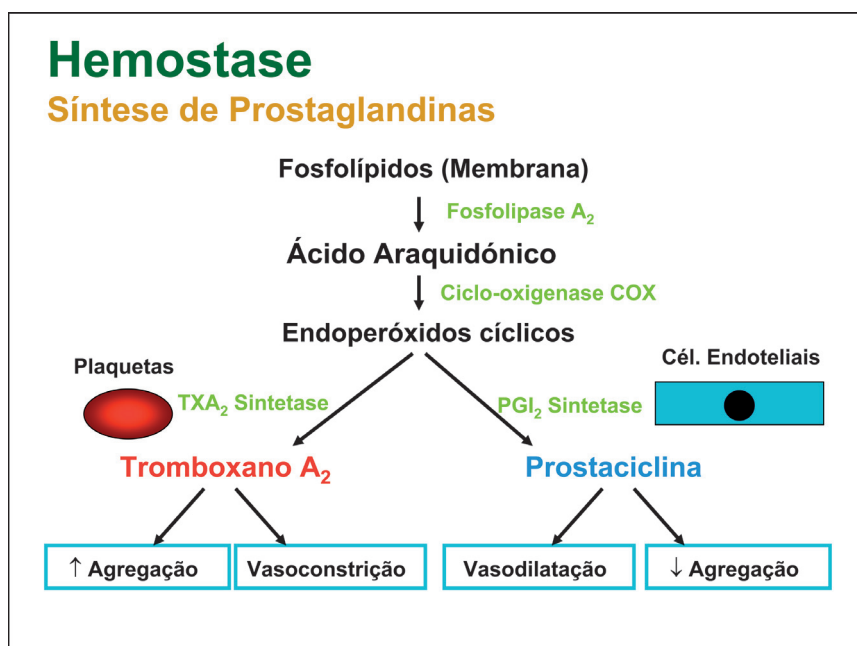 Hemostase
Síntese de Prostaglandinas
Fosfolípidos (Membrana)
Fosfolipase A₂
Ácido Araquidónico
Ciclo-oxigenase COX
Endoperóxidos cíclicos
Plaquetas
Cél. Endoteliais
TXA₂ Sintetase
PGI₂ Sintetase
Tromboxano A₂
Prostaciclina
↑ Agregação
Vasoconstrição
Vasodilatação
↓ Agregação